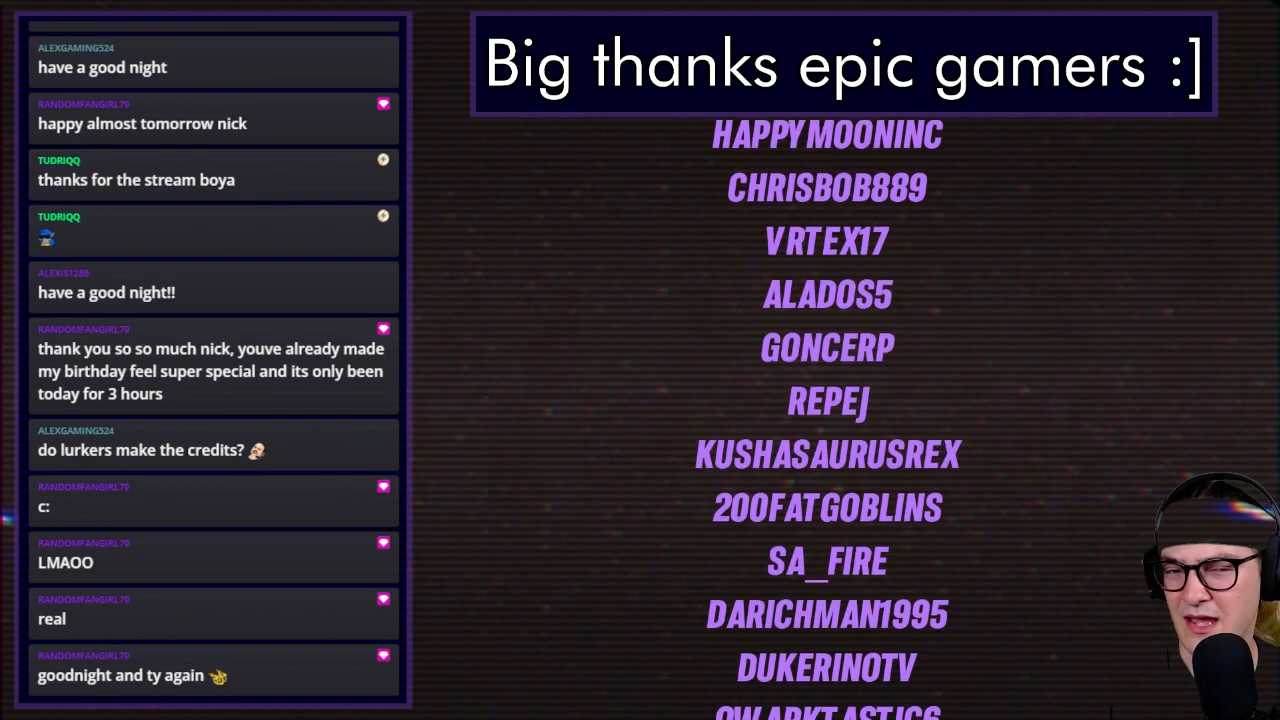 ALEXGAMING524
have a good night
RANDOMFANGIRL79
happy almost tomorrow nick
TUDRIQQ
thanks for the stream boya
TUDRIQQ
ALEXIS1286
have a good night!!
RANDOMFANGIRL79
thank you so so much nick, youve already made
my birthday feel super special and its only been
today for 3 hours
ALEXGAMING524
do lurkers make the credits?
RANDOMFANGIRL79
c:
RANDOMFANGIRL79
LMAOO
RANDOMFANGIRL79
real
RANDOMFANGIRL79
goodnight and ty again
Big thanks epic gamers :]
HAPPYMOONINC
CHRISBOB889
VRTEX17
ALADOS5
GONCERP
REPEJ
KUSHASAURUSREX
200FATGOBLINS
SA_FIRE
DARICHMAN1995
DUKERINOTV